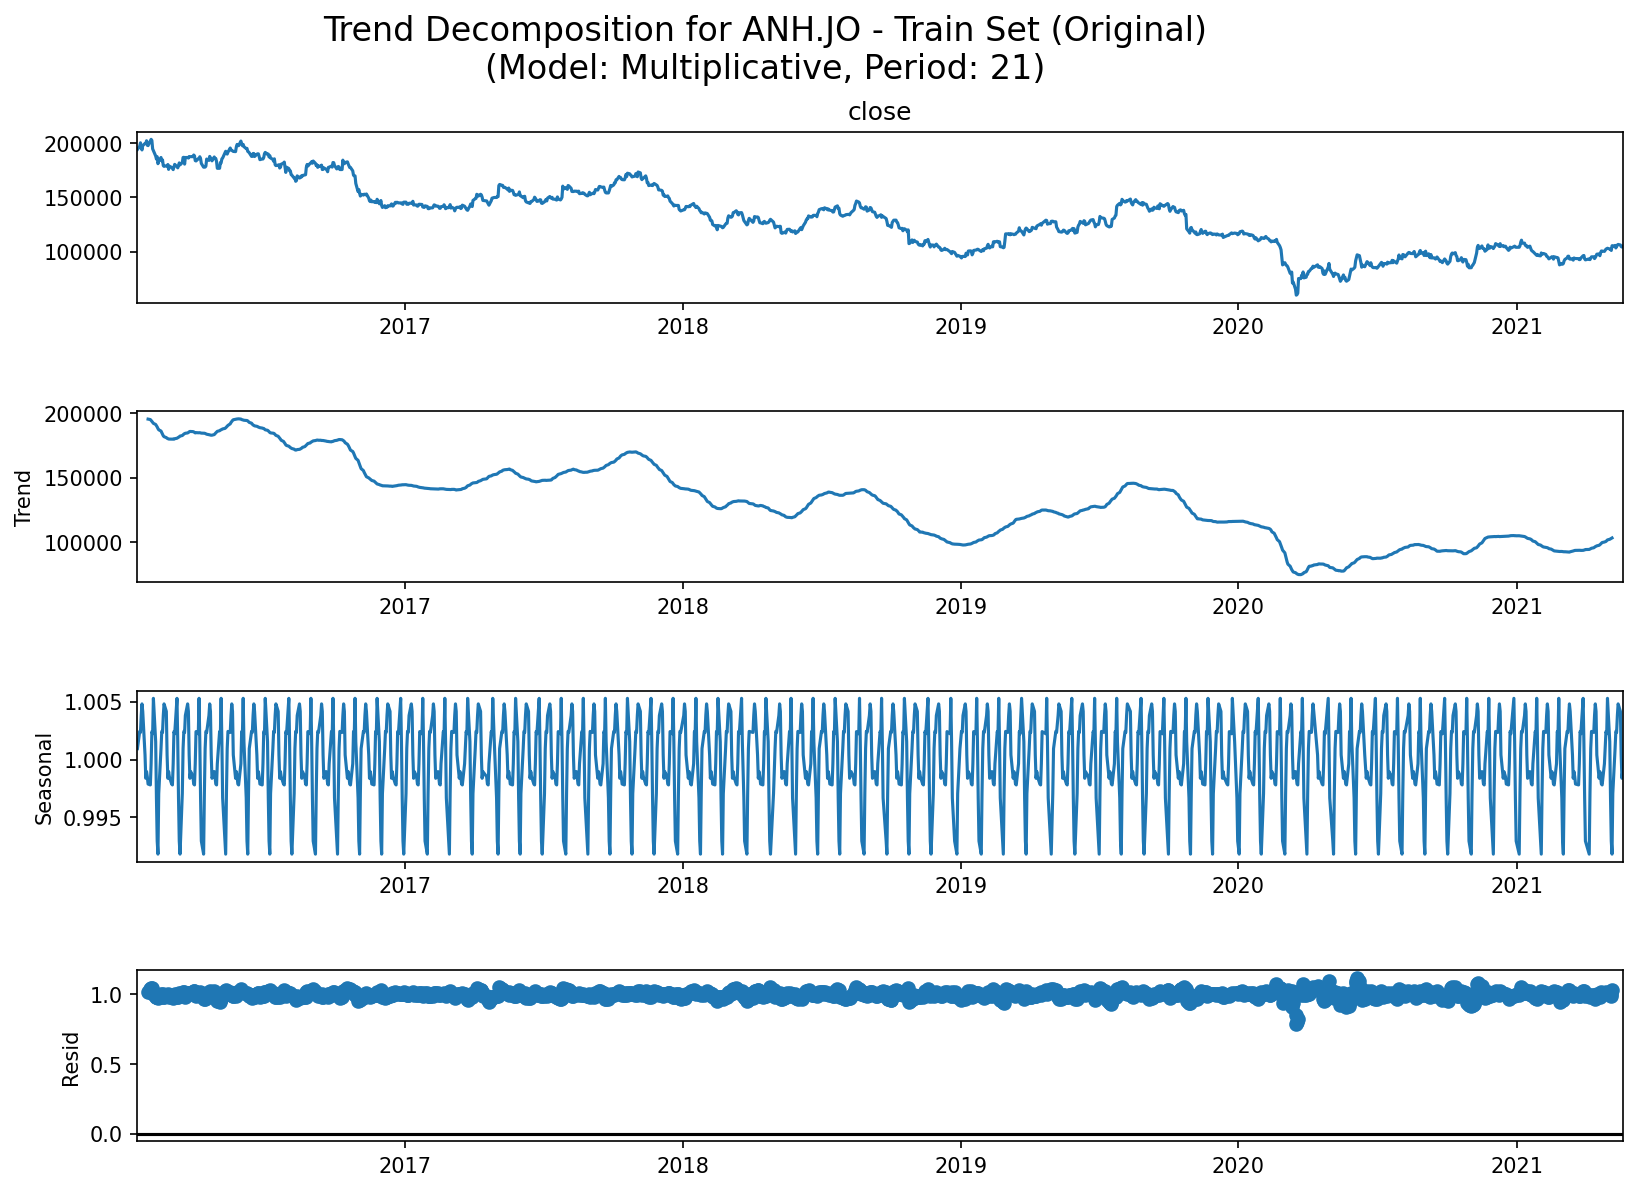 Trend Decomposition for ANH.JO - Train Set (Original)
(Model: Multiplicative, Period: 21)
close
200000
150000
100000
2017 2018 2019 2020 2021
Trend
200000
150000
100000
2017 2018 2019 2020 2021
Seasonal
1.005
1.000
0.995
2017 2018 2019 2020 2021
Resid
1.0
0.5
0.0
2017 2018 2019 2020 2021